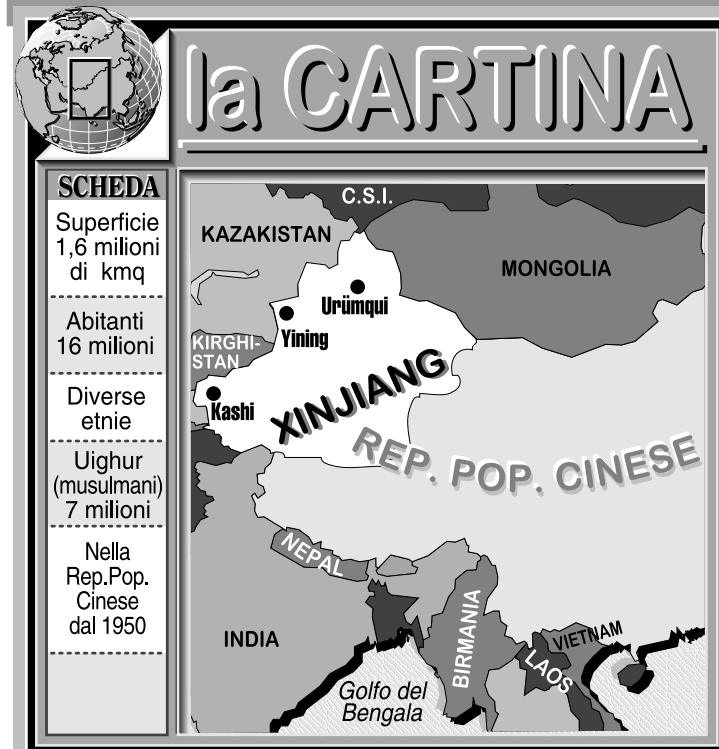 la CARTINA
SCHEDA
Superficie
1,6 milioni
di kmq
Abitanti
16 milioni
Diverse
etnie
Uighur
(musulmani)
7 milioni
Nella
Rep.Pop.
Cinese
dal 1950
C.S.I.
KAZAKISTAN
MONGOLIA
Urümqui
Yining
KIRGHI-
STAN
Kashi
XINJIANG
REP. POP. CINESE
NEPAL
INDIA
BIRMANIA
VIETNAM
LAOS
Golfo del
Bengala